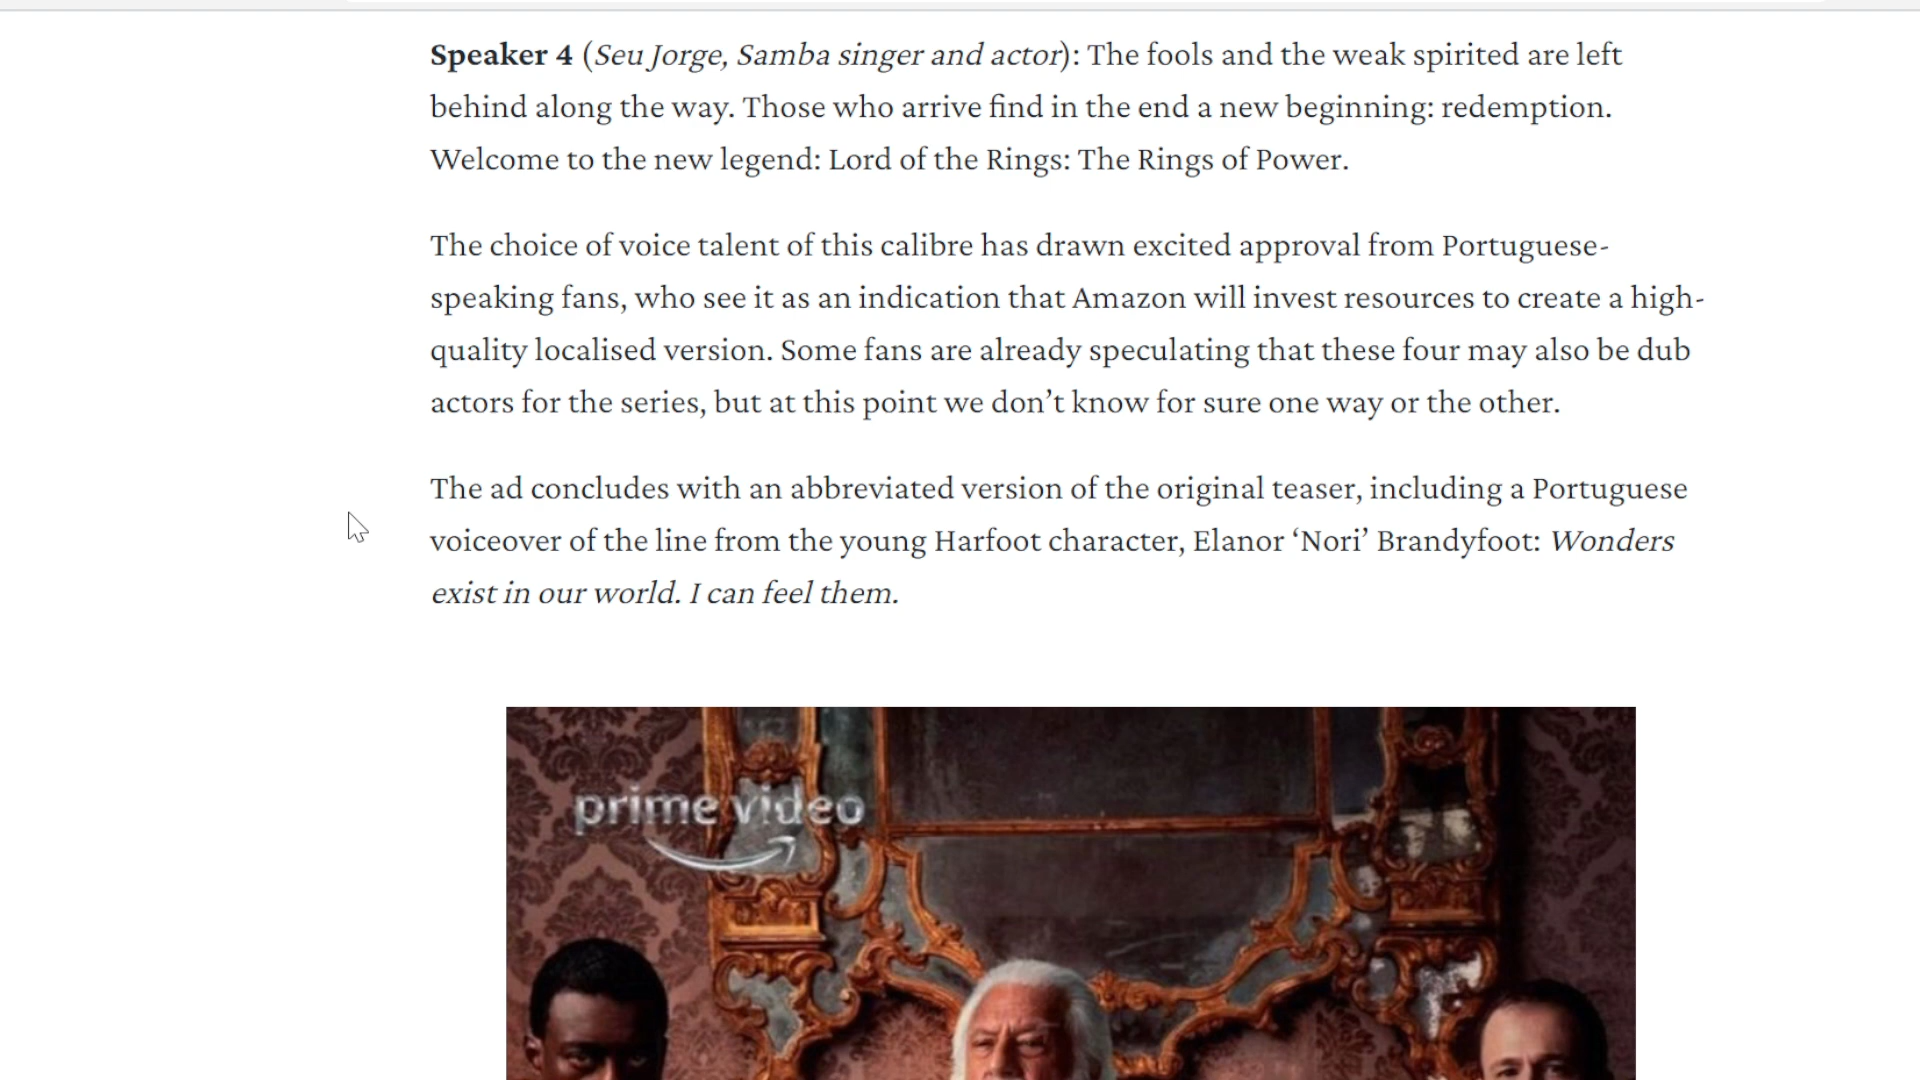 Speaker 4 (Seu Jorge, Samba singer and actor): The fools and the weak spirited are left
behind along the way. Those who arrive find in the end a new beginning: redemption.
Welcome to the new legend: Lord of the Rings: The Rings of Power.
The choice of voice talent of this calibre has drawn excited approval from Portuguese-
speaking fans, who see it as an indication that Amazon will invest resources to create a high-
quality localised version. Some fans are already speculating that these four may also be dub
actors for the series, but at this point we don’t know for sure one way or the other.
The ad concludes with an abbreviated version of the original teaser, including a Portuguese
voiceover of the line from the young Harfoot character, Elanor ‘Nori’ Brandyfoot: Wonders
exist in our world. I can feel them.
prime video